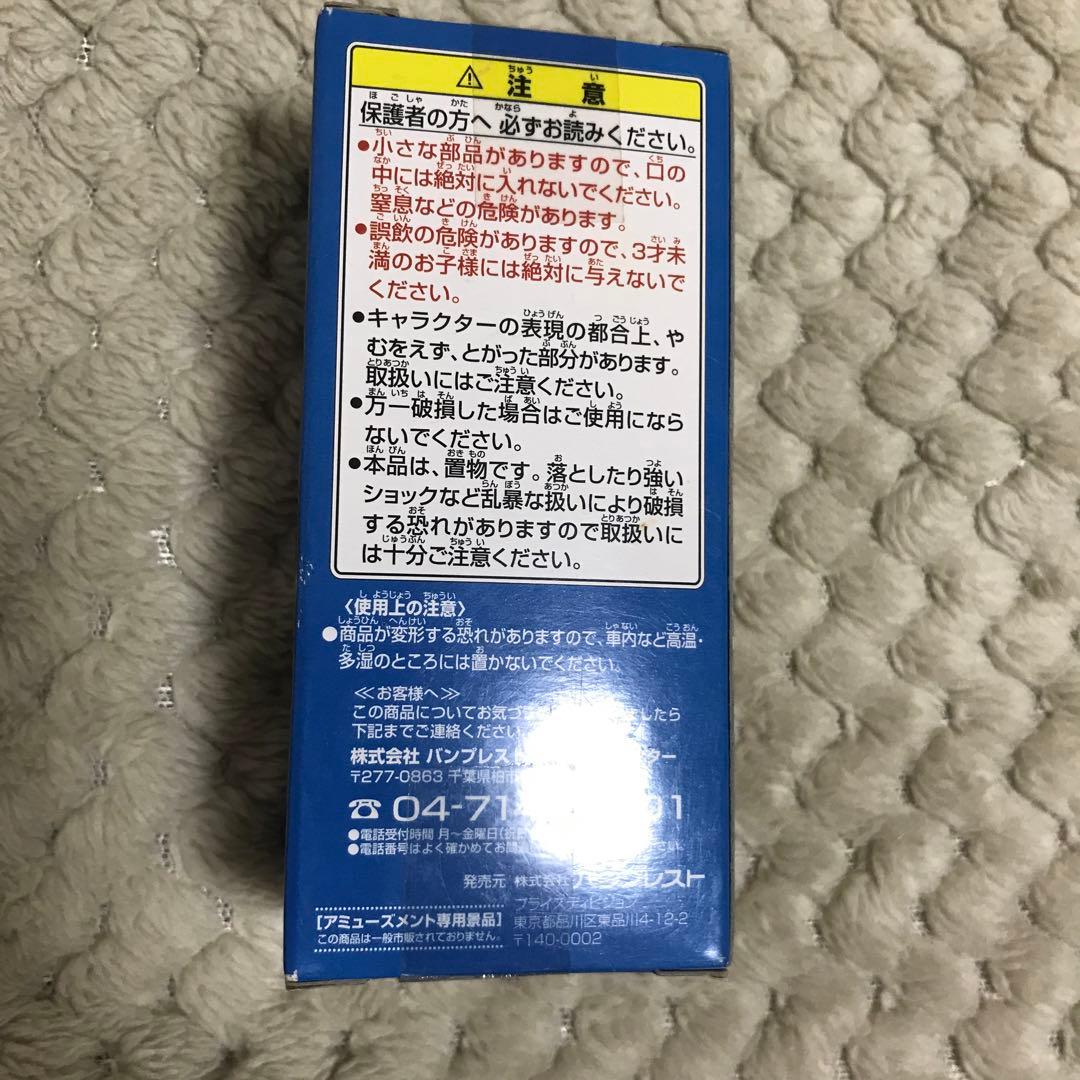 ⚠ 注意
保護者の方へ 必ずお読みください。
●小さな部品がありますので、口の
中には絶対に入れないでください。
窒息などの危険があります。
●誤飲の危険がありますので、3才未
満のお子様には絶対に与えないで
ください。
●キャラクターの表現の都合上、や
むをえず、とがった部分があります。
取扱いにはご注意ください。
●万一破損した場合はご使用になら
ないでください。
●本品は、置物です。落としたり強い
ショックなど乱暴な扱いにより破損
する恐れがありますので取扱いに
は十分ご注意ください。
〈使用上の注意〉
●商品が変形する恐れがありますので、車内など高温・
多湿のところには置かないでください。
≪お客様へ≫
この商品についてお気づ したら
下記までご連絡ください。
株式会社 バンプレスト ター
〒277-0863 千葉県柏市
☎ 04-71 01
●電話受付時間 月〜金曜日(祝
●電話番号はよく確かめてお問 さい。
発売元 株式会社バンプレスト
プライズディビジョン
[アミューズメント専用景品] 東京都品川区東品川4-12-2
この商品は一般市販されておりません。 〒140-0002